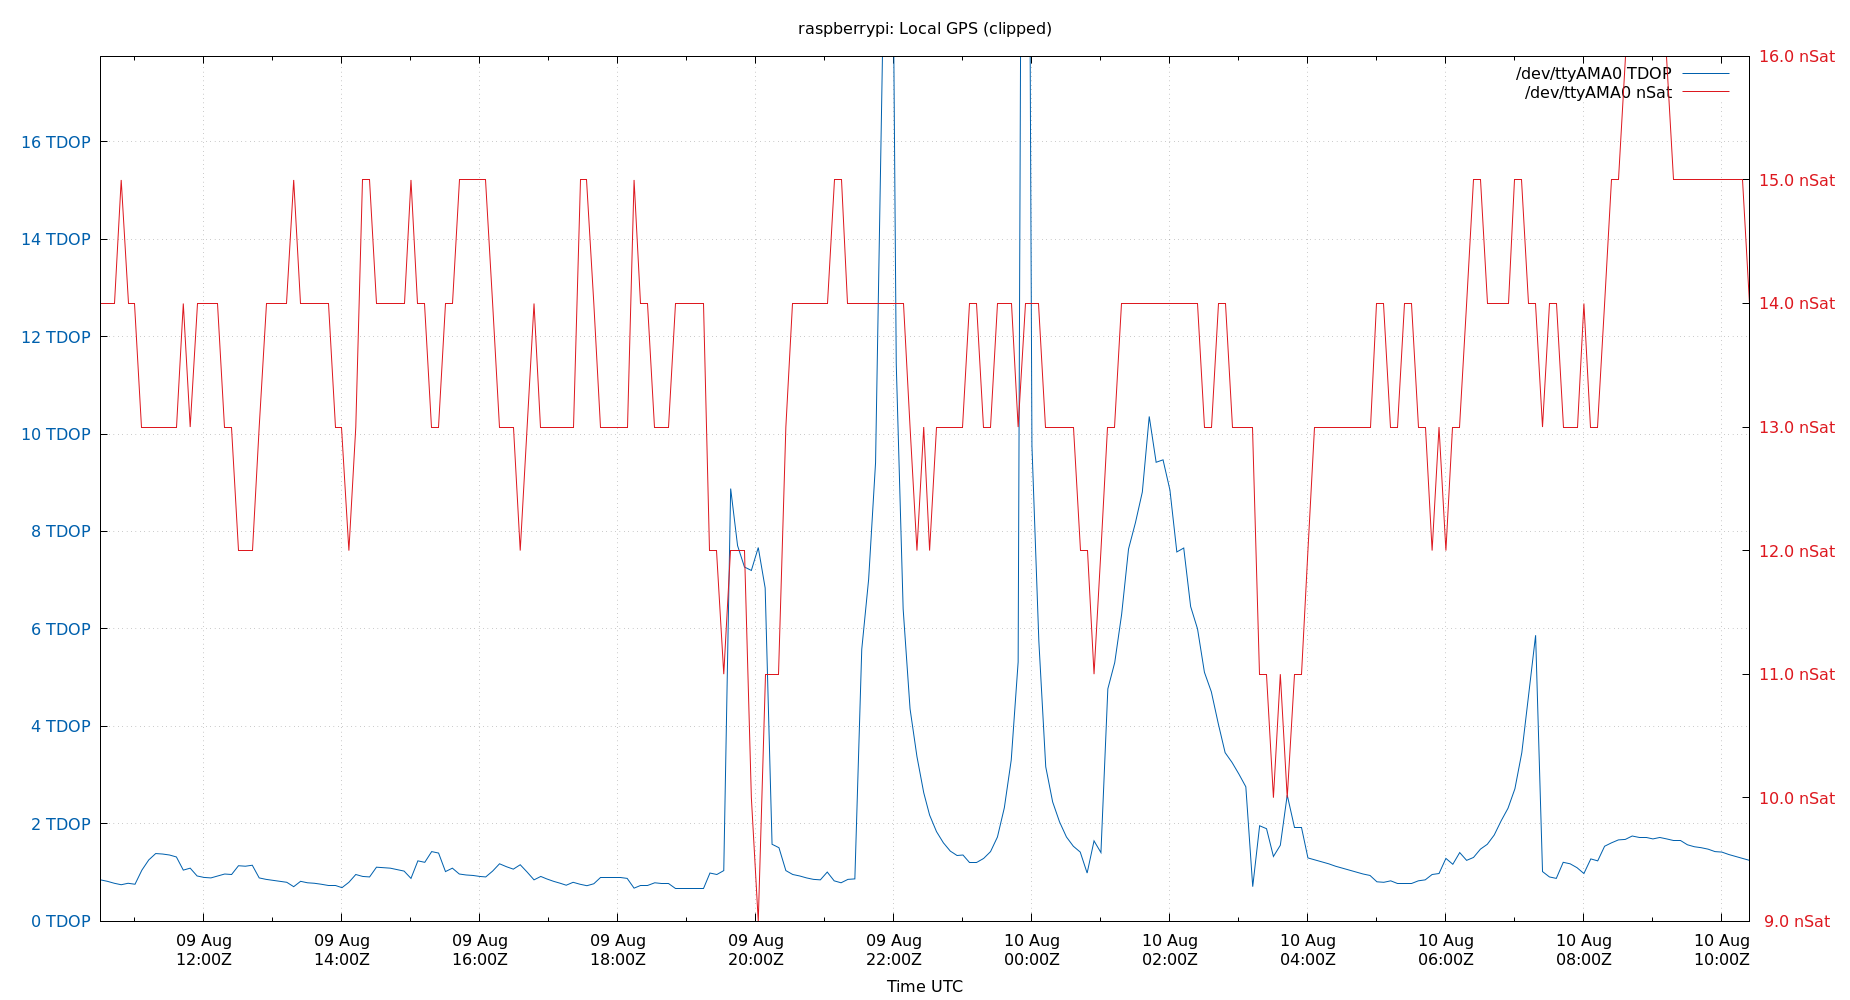 raspberrypi: Local GPS (clipped)
16.0 nSat
/dev/ttyAMA0 TDOP
/dev/ttyAMA0 nSat
16 TDOP
15.0 nSat
14 TDOP
14.0 nSat
12 TDOP
10 TDOP
13.0 nSat
8 TDOP
12.0 nSat
6 TDOP
11.0 nSat
4 TDOP
10.0 nSat
2 TDOP
0 TDOP
9.0 nSat
09 Aug 09 Aug 09 Aug 09 Aug 09 Aug 09 Aug 10 Aug 10 Aug 10 Aug 10 Aug 10 Aug 10 Aug
12:00Z 14:00Z 16:00Z 18:00Z 20:00Z 22:00Z 00:00Z 02:00Z 04:00Z 06:00Z 08:00Z 10:00Z
Time UTC